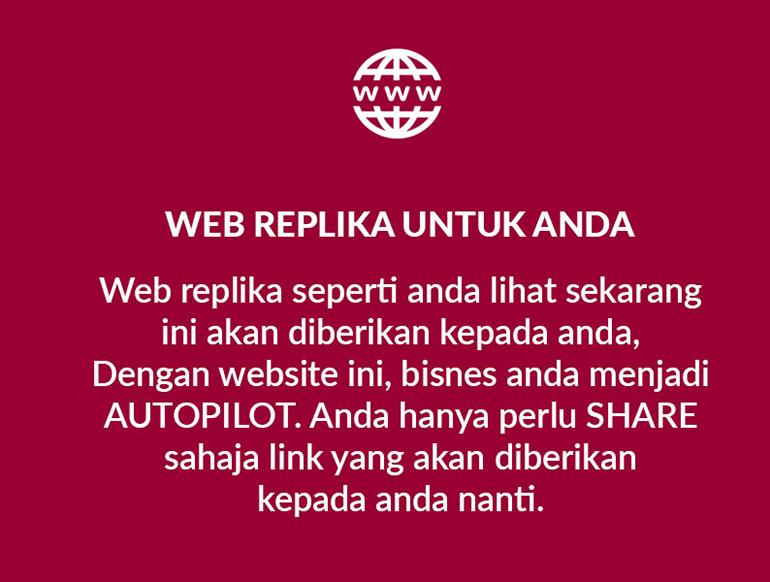 WWW
WEB REPLIKA UNTUK ANDA
Web replika seperti anda lihat sekarang
ini akan diberikan kepada anda,
Dengan website ini, bisnes anda menjadi
AUTOPILOT. Anda hanya perlu SHARE
sahaja link yang akan diberikan
kepada anda nanti.